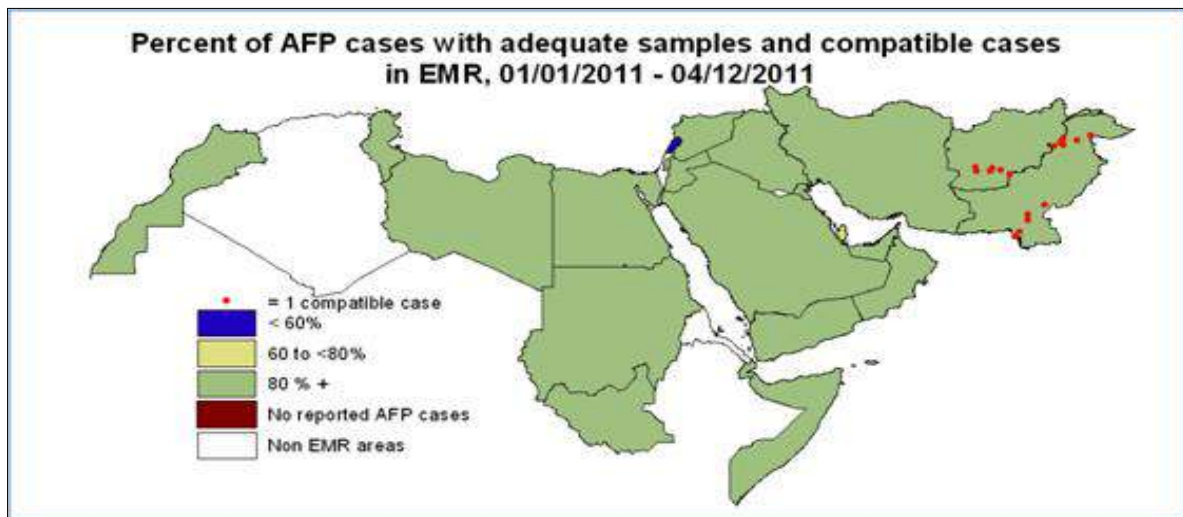 Percent of AFP cases with adequate samples and compatible cases
in EMR, 01/01/2011 - 04/12/2011
= 1 compatible case
< 60%
60 to <80%
80 % +
No reported AFP cases
Non EMR areas